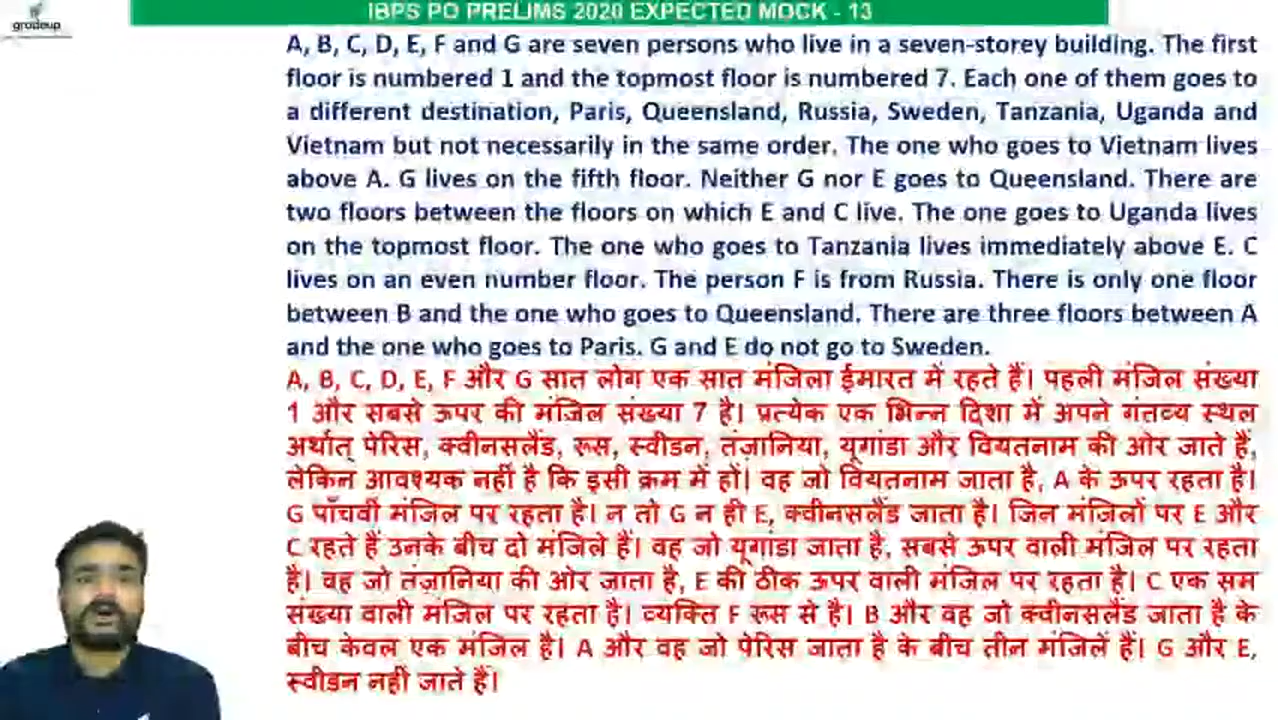 gradeup
IBPS PO PRELIMS 2020 EXPECTED MOCK - 13
A, B, C, D, E, F and G are seven persons who live in a seven-storey building. The first
floor is numbered 1 and the topmost floor is numbered 7. Each one of them goes to
a different destination, Paris, Queensland, Russia, Sweden, Tanzania, Uganda and
Vietnam but not necessarily in the same order. The one who goes to Vietnam lives
above A. G lives on the fifth floor. Neither G nor E goes to Queensland. There are
two floors between the floors on which E and C live. The one goes to Uganda lives
on the topmost floor. The one who goes to Tanzania lives immediately above E. C
lives on an even number floor. The person F is from Russia. There is only one floor
between B and the one who goes to Queensland. There are three floors between A
and the one who goes to Paris. G and E do not go to Sweden.
A, B, C, D, E, F और G सात लोग एक सात मंजिला ईमारत में रहते हैं। पहली मंजिल संख्या
1 और सबसे ऊपर की मंजिल संख्या 7 है। प्रत्येक एक भिन्न दिशा में अपने गंतव्य स्थल
अर्थात् पेरिस, क्वीनसलैंड, रूस, स्वीडन, तंज़ानिया, यूगांडा और वियतनाम की ओर जाते हैं,
लेकिन आवश्यक नहीं है कि इसी क्रम में हों। वह जो वियतनाम जाता है, A के ऊपर रहता है।
G पाँचवी मंजिल पर रहता है। न तो G न ही E, क्वीनसलैंड जाता है। जिन मंजिलों पर E और
C रहते हैं उनके बीच दो मंजिलें हैं। वह जो यूगांडा जाता है, सबसे ऊपर वाली मंजिल पर रहता
है। वह जो तंज़ानिया की ओर जाता है, E की ठीक ऊपर वाली मंजिल पर रहता है। C एक सम
संख्या वाली मंजिल पर रहता है। व्यक्ति F रूस से है। B और वह जो क्वीनसलैंड जाता है के
बीच केवल एक मंजिल है। A और वह जो पेरिस जाता है के बीच तीन मंजिलें हैं। G और E,
स्वीडन नहीं जाते हैं।